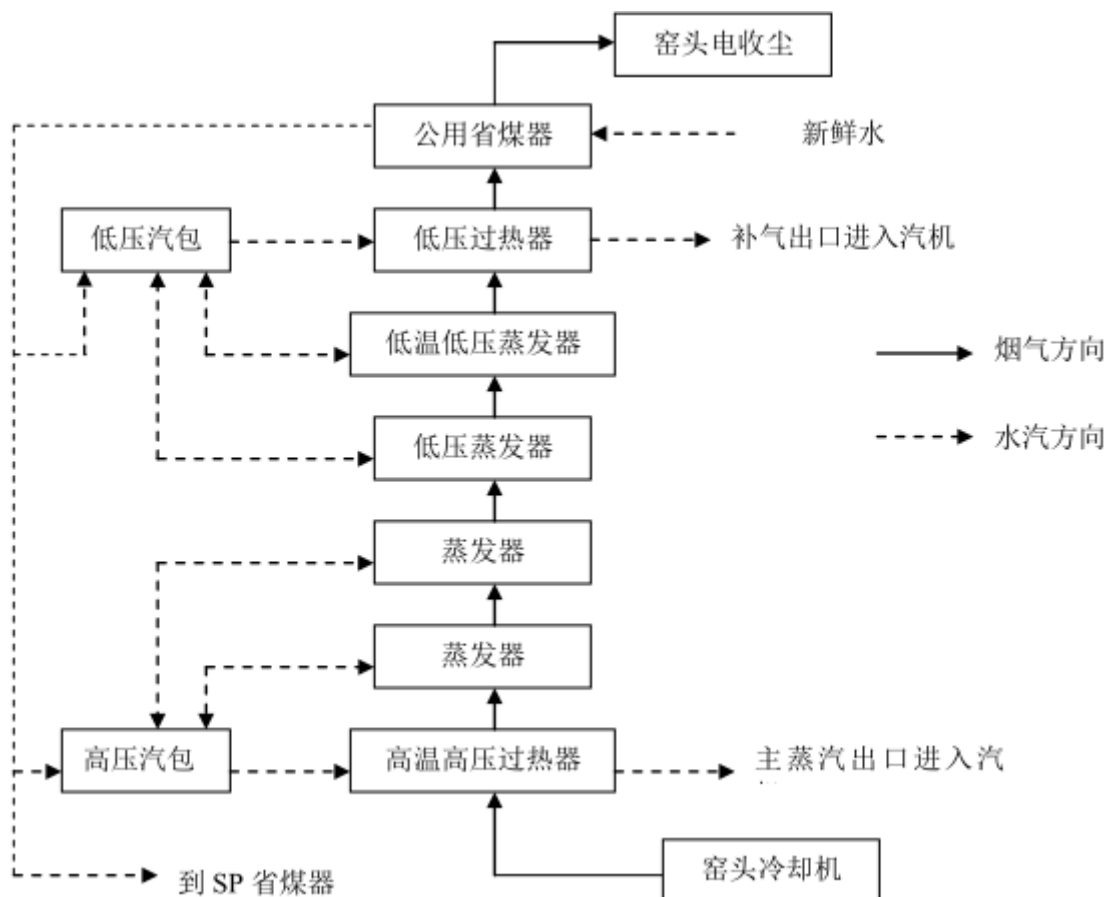 窑头电收尘
公用省煤器
新鲜水
低压汽包
低压过热器
补气出口进入汽机
低温低压蒸发器
烟气方向
低压蒸发器
水汽方向
蒸发器
蒸发器
高压汽包
高温高压过热器
主蒸汽出口进入汽
到 SP 省煤器
窑头冷却机